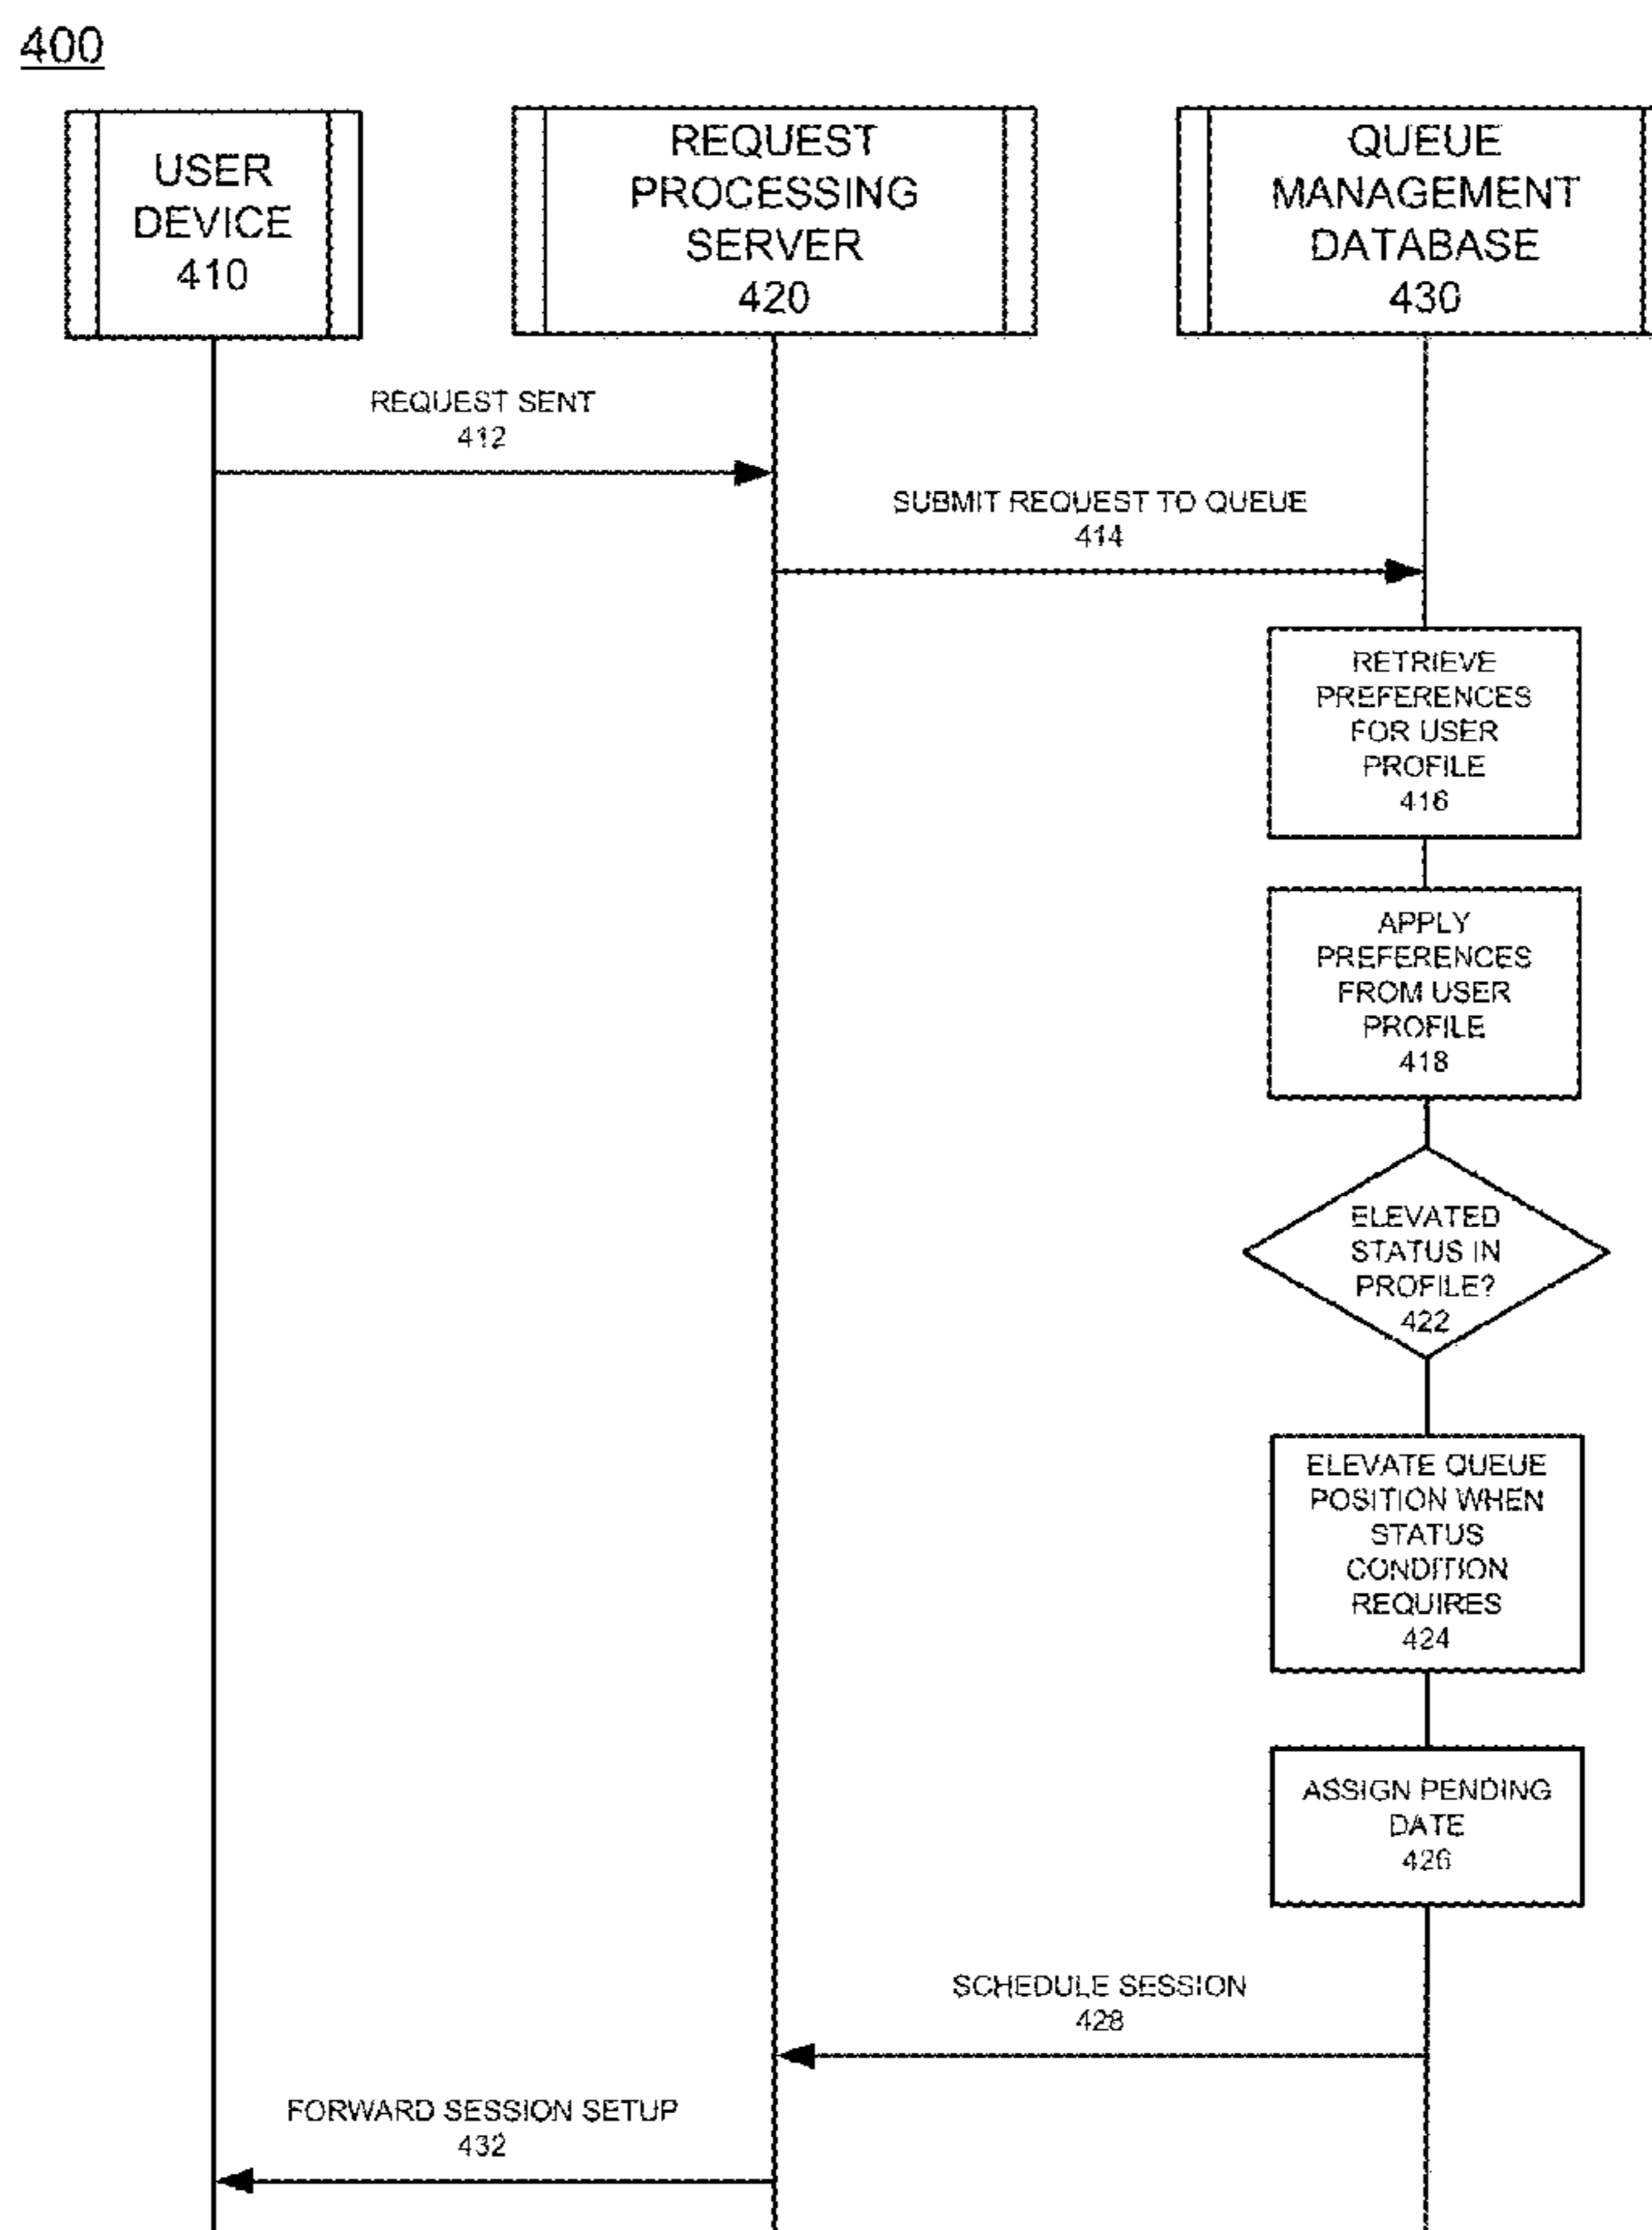 400
USER
DEVICE
410
REQUEST
PROCESSING
SERVER
420
QUEUE
MANAGEMENT
DATABASE
430
REQUEST SENT
412
SUBMIT REQUEST TO QUEUE
414
RETRIEVE
PREFERENCES
FOR USER
PROFILE
416
APPLY
PREFERENCES
FROM USER
PROFILE
418
ELEVATED
STATUS IN
PROFILE?
422
ELEVATE QUEUE
POSITION WHEN
STATUS
CONDITION
REQUIRES
424
ASSIGN PENDING
DATE
426
SCHEDULE SESSION
428
FORWARD SESSION SETUP
432